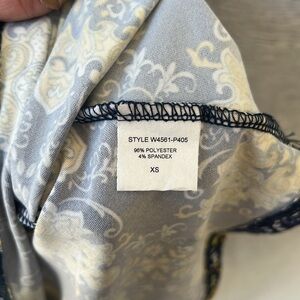 STYLE W4561-P405
96% POLYESTER
4% SPANDEX
XS